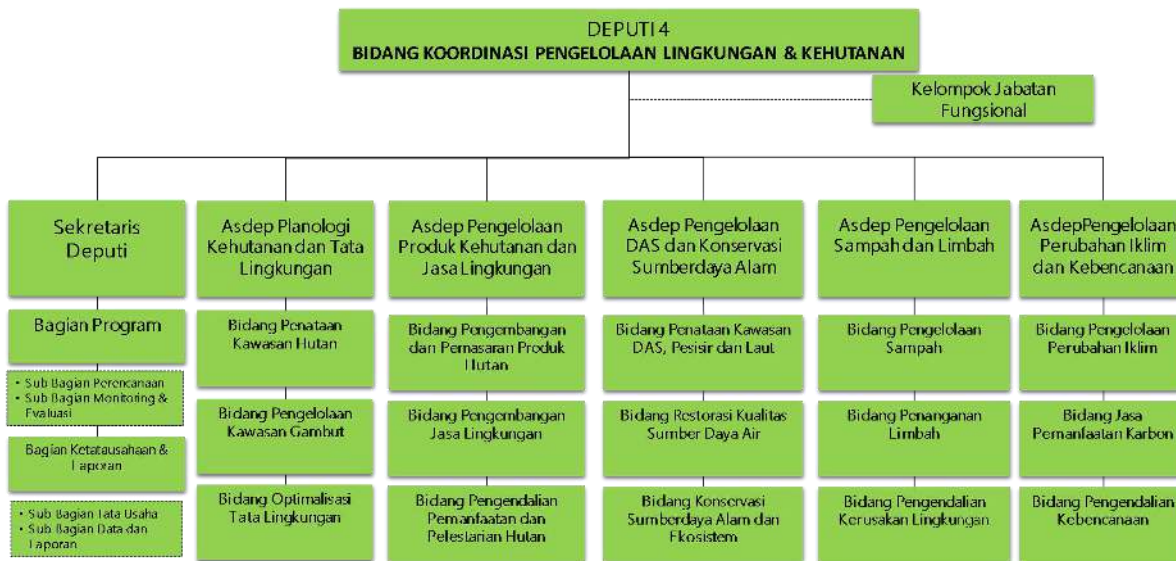 DEPUTI 4
BIDANG KOORDINASI PENGELOLAAN LINGKUNGAN & KEHUTANAN
Kelompok Jabatan
Fungsional
Sekretaris
Deputi
Bagian Program
• Sub Bagian Perencanaan
• Sub Bagian Monitoring &
Evaluasi
Bagian Ketatausahaan &
Laporan
• Sub Bagian Tata Usaha
• Sub Bagian Data dan
Laporan
Asdep Planologi
Kehutanan dan Tata
Lingkungan
Bidang Penataan
Kawasan Hutan
Bidang Pengelolaan
Kawasan Gambut
Bidang Optimalisasi
Tata Lingkungan
Asdep Pengelolaan
Produk Kehutanan dan
Jasa Lingkungan
Bidang Pengembangan
dan Pemasaran Produk
Hutan
Bidang Pengembangan
Jasa Lingkungan
Bidang Pengendalian
Pemanfaatan dan
Pelestarian Hutan
Asdep Pengelolaan
DAS dan Konservasi
Sumberdaya Alam
Bidang Penataan Kawasan
DAS, Pesisir dan Laut
Bidang Restorasi Kualitas
Sumber Daya Air
Bidang Konservasi
Sumberdaya Alam dan
Ekosistem
Asdep Pengelolaan
Sampah dan Limbah
Bidang Pengelolaan
Sampah
Bidang Penanganan
Limbah
Bidang Pengendalian
Kerusakan Lingkungan
AsdepPengelolaan
Perubahan Iklim
dan Kebencanaan
Bidang Pengelolaan
Perubahan Iklim
Bidang Jasa
Pemanfaatan Karbon
Bidang Pengendalian
Kebencanaan